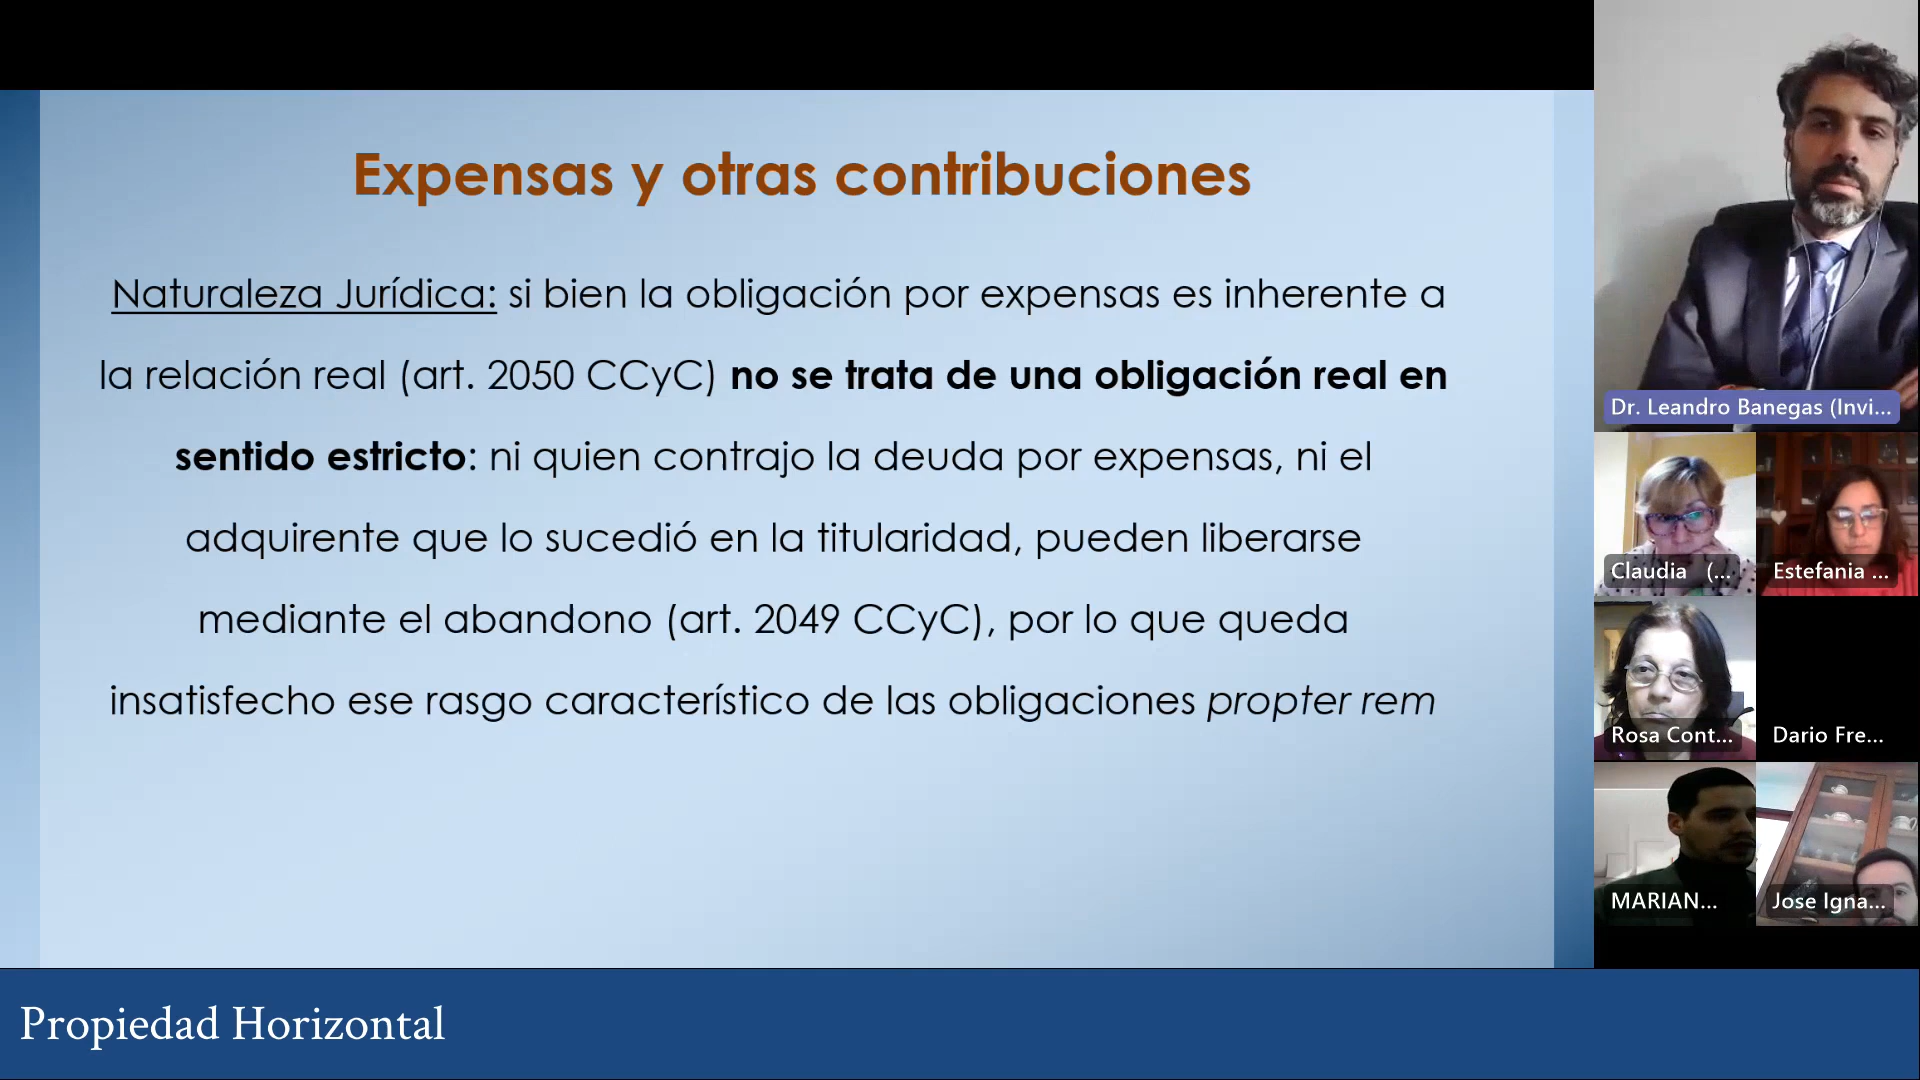 Expensas y otras contribuciones
Naturaleza Jurídica: si bien la obligación por expensas es inherente a
la relación real (art. 2050 CCyC) no se trata de una obligación real en
sentido estricto: ni quien contrajo la deuda por expensas, ni el
adquirente que lo sucedió en la titularidad, pueden liberarse
mediante el abandono (art. 2049 CCyC), por lo que queda
insatisfecho ese rasgo característico de las obligaciones propter rem
Dr. Leandro Banegas (Invi...
Claudia (...
Estefania ...
Rosa Cont...
Dario Fre...
MARIAN...
Jose Igna...
Propiedad Horizontal